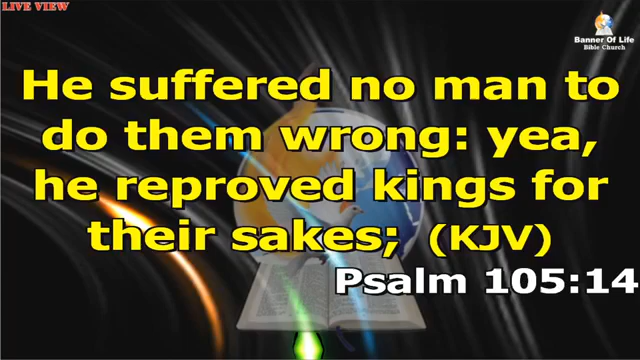 LIVE VIEW
Banner Of Life
Bible Church
He suffered no man to
do them wrong: yea,
he reproved kings for
their sakes; (KJV)
Psalm 105:14